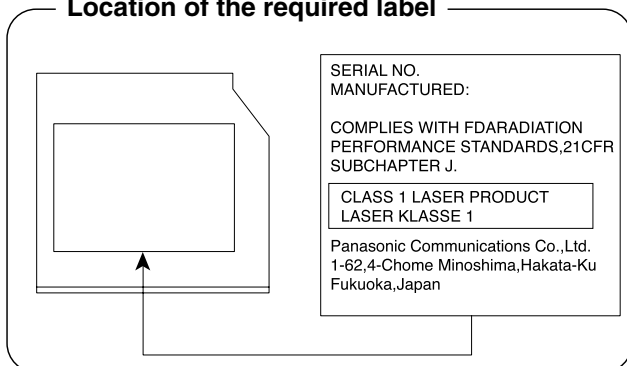 Location of the required label
SERIAL NO.
MANUFACTURED:
COMPLIES WITH FDARADIATION
PERFORMANCE STANDARDS,21CFR
SUBCHAPTER J.
CLASS 1 LASER PRODUCT
LASER KLASSE 1
Panasonic Communications Co.,Ltd.
1-62,4-Chome Minoshima,Hakata-Ku
Fukuoka,Japan